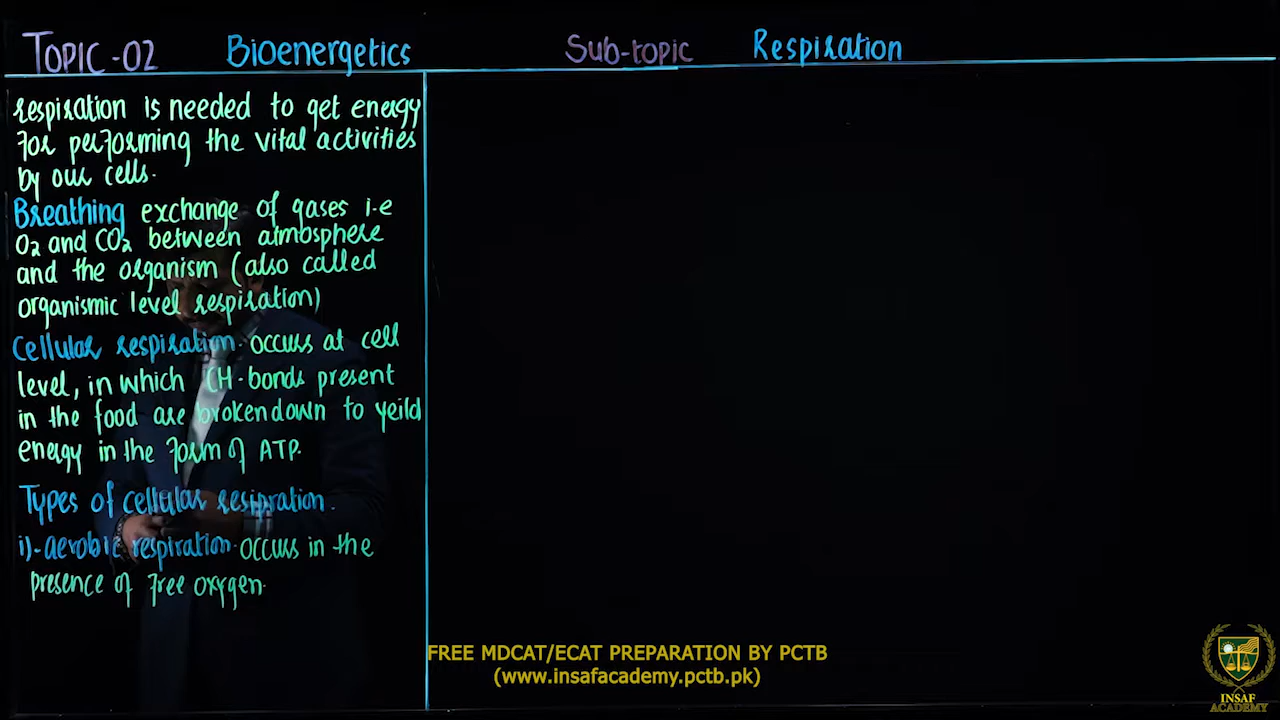 TOPIC-02 Bioenergetics Sub-topic Respiration
respiration is needed to get energy
for performing the vital activities
by our cells.
Breathing exchange of gases i.e
O2 and CO2 between atmosphere
and the organism (also called
organismic level respiration)
Cellular respiration. occurs at cell
level, in which CH-bonds present
in the food are brokendown to yeild
energy in the form of ATP.
Types of cellular resipration.
i)-aerobic respiration. occurs in the
presence of free oxygen.
FREE MDCAT/ECAT PREPARATION BY PCTB
(www.insafacademy.pctb.pk)
INSAF
ACADEMY